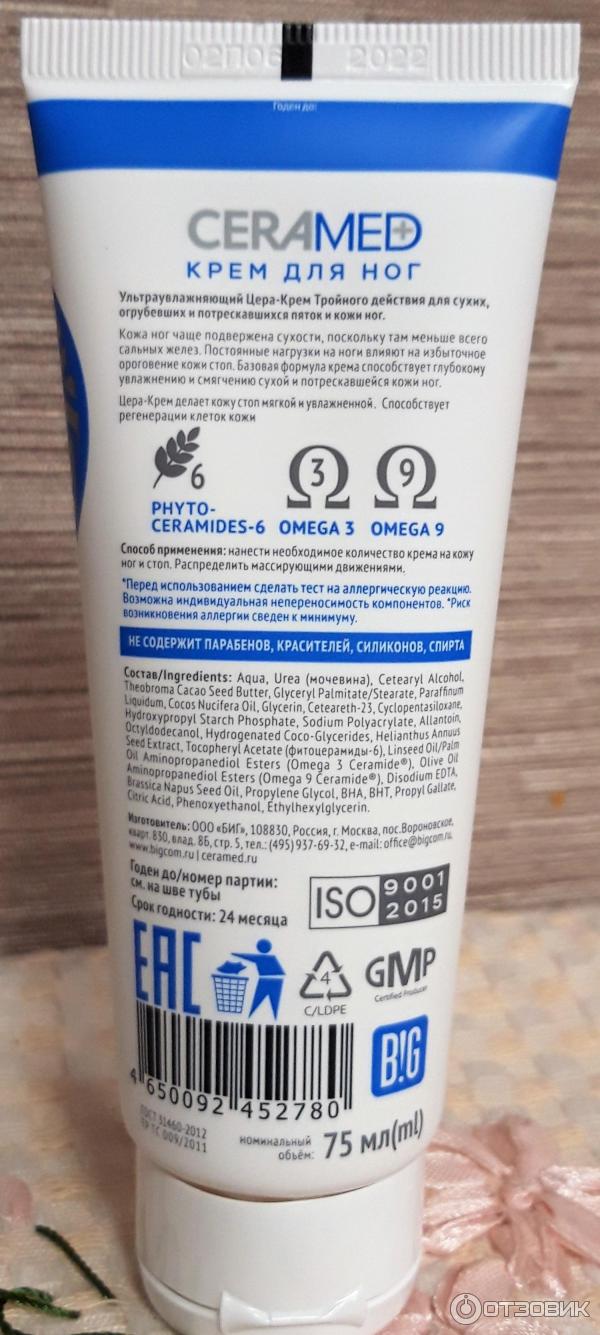 2022
Годен до:
CERAMED
КРЕМ ДЛЯ НОГ
Ультраувлажняющий Цера-Крем Тройного действия для сухих,
огрубевших и потрескавшихся пяток и кожи ног.
Кожа ног чаще подвержена сухости, поскольку там меньше всего
сальных желез. Постоянные нагрузки на ноги влияют на избыточное
ороговение кожи стоп. Базовая формула крема способствует глубокому
увлажнению и смягчению сухой и потрескавшейся кожи ног.
Цера-Крем делает кожу стоп мягкой и увлажненной. Способствует
регенерации клеток кожи
6 3 9
PHYTO-
CERAMIDES-6 OMEGA 3 OMEGA 9
Способ применения: нанести необходимое количество крема на кожу
ног и стоп. Распределить массирующими движениями.
*Перед использованием сделать тест на аллергическую реакцию.
Возможна индивидуальная непереносимость компонентов. *Риск
возникновения аллергии сведен к минимуму.
НЕ СОДЕРЖИТ ПАРАБЕНОВ, КРАСИТЕЛЕЙ, СИЛИКОНОВ, СПИРТА
Состав/Ingredients: Aqua, Urea (мочевина), Cetearyl Alcohol,
Theobroma Cacao Seed Butter, Glyceryl Palmitate/Stearate, Paraffinum
Liquidum, Cocos Nucifera Oil, Glycerin, Ceteareth-23, Cyclopentasiloxane,
Hydroxypropyl Starch Phosphate, Sodium Polyacrylate, Allantoin,
Octyldodecanol, Hydrogenated Coco-Glycerides, Helianthus Annuus
Seed Extract, Tocopheryl Acetate (фитоцерамиды-6), Linseed Oil/Palm
Oil Aminopropanediol Esters (Omega 3 Ceramide®), Olive Oil
Aminopropanediol Esters (Omega 9 Ceramide®), Disodium EDTA,
Brassica Napus Seed Oil, Propylene Glycol, BHA, BHT, Propyl Gallate,
Citric Acid, Phenoxyethanol, Ethylhexylglycerin.
Изготовитель: ООО «БИГ», 108830, Россия, г. Москва, пос.Вороновское,
кварт. 830, влад. 8Б, стр. 5, тел.: (495) 937-69-32, e-mail: office@bigcom.ru,
www.bigcom.ru | ceramed.ru
Годен до/номер партии:
см. на шве тубы
Срок годности: 24 месяца
ISO 9001
2015
EAC
4
C/LDPE
GMP
Certified Producer
B!G
4 650092 452780
ГОСТ 31460-2012
ТР ТС 009/2011
номинальный
объём: 75 мл(ml)
ОТЗОВИК